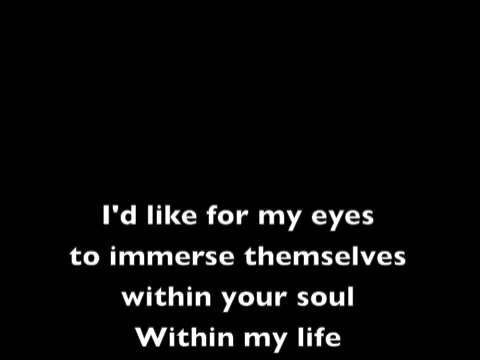 I'd like for my eyes
to immerse themselves
within your soul
Within my life